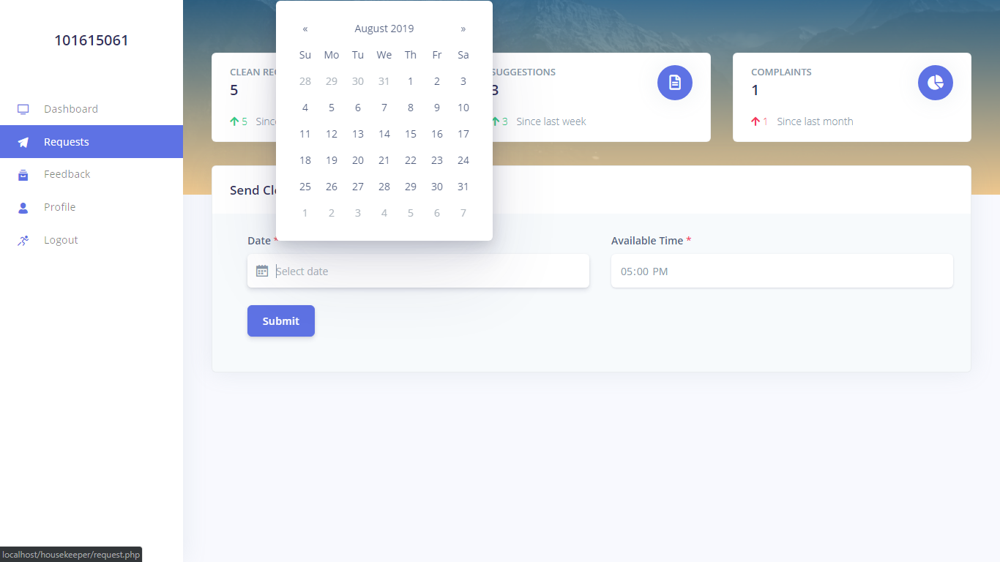 101615061
Dashboard
Requests
Feedback
Profile
Logout
CLEAN REQ
5
5 Since
SUGGESTIONS
3
3 Since last week
COMPLAINTS
1
1 Since last month
« August 2019 »
Su Mo Tu We Th Fr Sa
28 29 30 31 1 2 3
4 5 6 7 8 9 10
11 12 13 14 15 16 17
18 19 20 21 22 23 24
25 26 27 28 29 30 31
1 2 3 4 5 6 7
Send Cle
Date *
Select date
Available Time *
05:00 PM
Submit
localhost/housekeeper/request.php